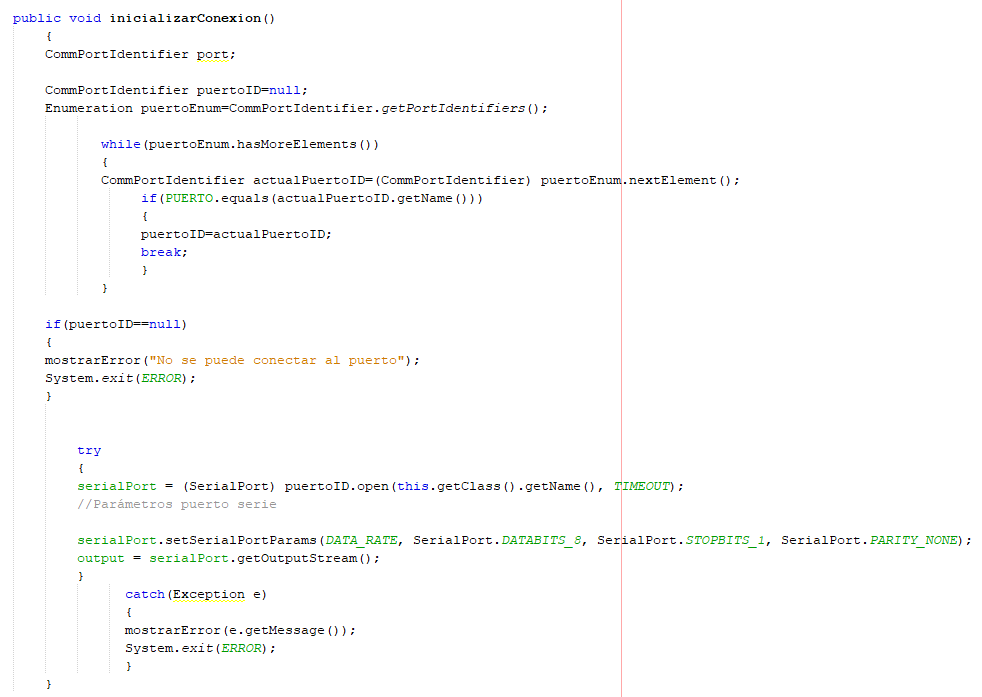 public void inicializarConexion()
{
CommPortIdentifier port;
CommPortIdentifier puertoID=null;
Enumeration puertoEnum=CommPortIdentifier.getPortIdentifiers();
while(puertoEnum.hasMoreElements())
{
CommPortIdentifier actualPuertoID=(CommPortIdentifier) puertoEnum.nextElement();
if(PUERTO.equals(actualPuertoID.getName()))
{
puertoID=actualPuertoID;
break;
}
}
if(puertoID==null)
{
mostrarError("No se puede conectar al puerto");
System.exit(ERROR);
}
try
{
serialPort = (SerialPort) puertoID.open(this.getClass().getName(), TIMEOUT);
//Parámetros puerto serie
serialPort.setSerialPortParams(DATA_RATE, SerialPort.DATABITS_8, SerialPort.STOPBITS_1, SerialPort.PARITY_NONE);
output = serialPort.getOutputStream();
}
catch(Exception e)
{
mostrarError(e.getMessage());
System.exit(ERROR);
}
}